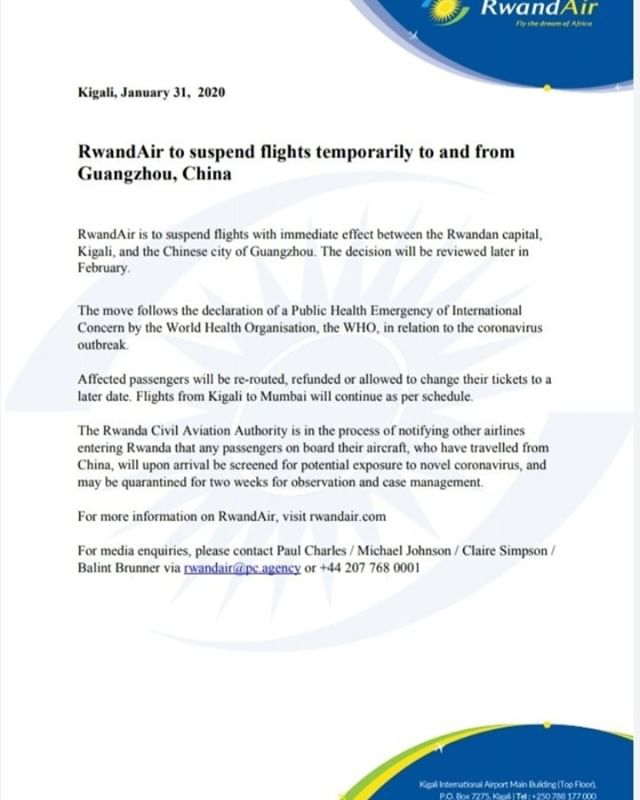 RwandAir
Fly the dream of Africa
Kigali, January 31, 2020
RwandAir to suspend flights temporarily to and from
Guangzhou, China
RwandAir is to suspend flights with immediate effect between the Rwandan capital,
Kigali, and the Chinese city of Guangzhou. The decision will be reviewed later in
February.
The move follows the declaration of a Public Health Emergency of International
Concern by the World Health Organisation, the WHO, in relation to the coronavirus
outbreak.
Affected passengers will be re-routed, refunded or allowed to change their tickets to a
later date. Flights from Kigali to Mumbai will continue as per schedule.
The Rwanda Civil Aviation Authority is in the process of notifying other airlines
entering Rwanda that any passengers on board their aircraft, who have travelled from
China, will upon arrival be screened for potential exposure to novel coronavirus, and
may be quarantined for two weeks for observation and case management.
For more information on RwandAir, visit rwandair.com
For media enquiries, please contact Paul Charles / Michael Johnson / Claire Simpson /
Balint Brunner via rwandair@pc.agency or +44 207 768 0001
Kigali International Airport Main Building (Top Floor),
P.O. Box 7275, Kigali | Tel : +250 788 177 000